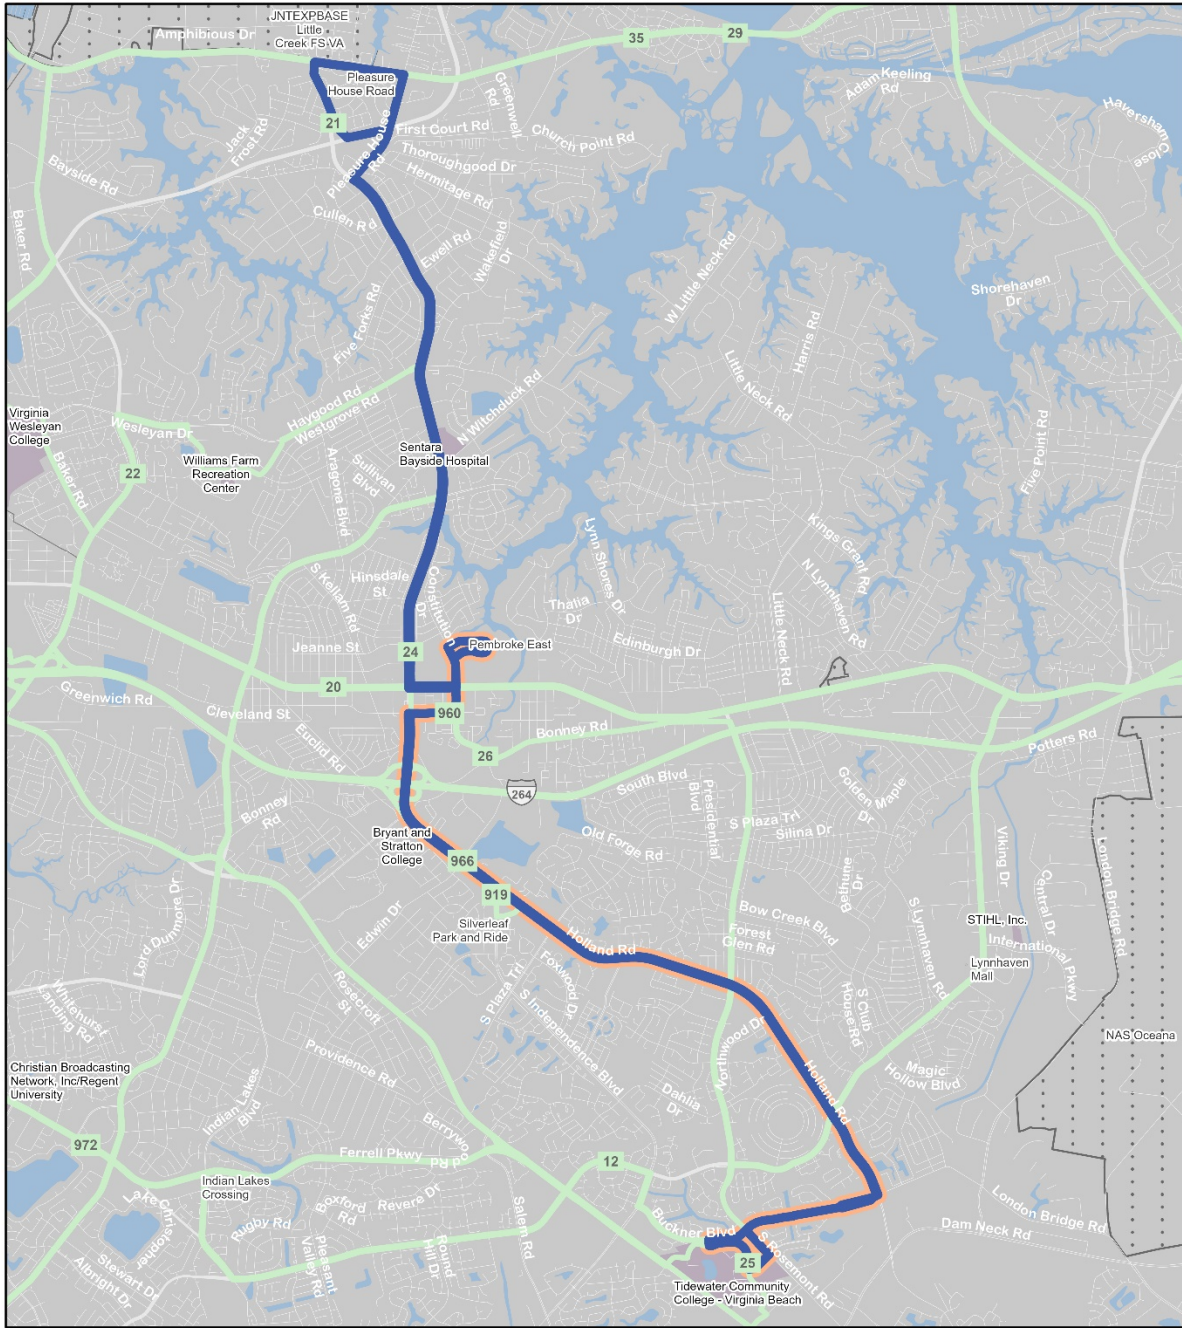 JNTEXPBASE
Little
Creek FS-VA
Amphibious Dr
35
29
Pleasure
House Road
Greenwell
Rd
Adam Keeling
Rd
Haversham
Close
21
Jack
Frost Rd
First Court Rd
Church Point Rd
Pleasure House
Rd
Thoroughgood Dr
Hermitage Rd
Bayside Rd
Baker Rd
Cullen Rd
Ewell Rd
Wakefield
Dr
W Little Neck Rd
Shorehaven
Dr
Five Forks Rd
Harris Rd
Little Neck
Rd
Haygood Rd
Westgrove Rd
N Witchduck Rd
Virginia
Wesleyan
College
Wesleyan Dr
Sentara
Bayside Hospital
Five Point Rd
Baker Rd
22
Williams Farm
Recreation
Center
Aragona Blvd
Sullivan
Blvd
Lynn Shores Dr
Kings Grant Rd
N Lynnhaven Rd
S Kellam Rd
Hinsdale
St
Constitution
Dr
Thalia
Dr
Little Neck Rd
Jeanne St
24
Pembroke East
Edinburgh Dr
Greenwich Rd
20
Cleveland St
960
Bonney Rd
Potters Rd
Euclid Rd
26
264
South Blvd
Presidential
Blvd
Golden Maple
Dr
Bonney
Rd
Bryant and
Stratton
College
Old Forge Rd
S Plaza Trl
Silina Dr
966
Viking Dr
London Bridge Rd
Bethune
Dr
Central Dr
Lord Dunmore Dr
919
Edwin Dr
Silverleaf
Park and Ride
Bow Creek Blvd
S Lynnhaven Rd
STIHL, Inc.
Holland Rd
Forest
Glen Rd
International Pkwy
Lynnhaven
Mall
Foxwood
Dr
S Plaza Trl
Whitehurst
Landing Rd
Rosecroft
St
S Independence Blvd
S Club
House Rd
Northwood Dr
NAS Oceana
Christian Broadcasting
Network, Inc/Regent
University
Providence Rd
Indian Lakes
Blvd
Magic
Hollow Blvd
Dahlia
Dr
Holland Rd
972
Berrywood
Rd
Ferrell Pkwy
12
Indian Lakes
Crossing
Lake Christopher
Dr
Boxford
Rd
Revere Dr
Salem Rd
London Bridge Rd
Buckner Blvd
Dam Neck Rd
Rugby Rd
Pleasant
Valley Rd
Round
Hill Dr
S Rosemont Rd
25
Stewart Dr
Albright Dr
Tidewater Community
College - Virginia Beach